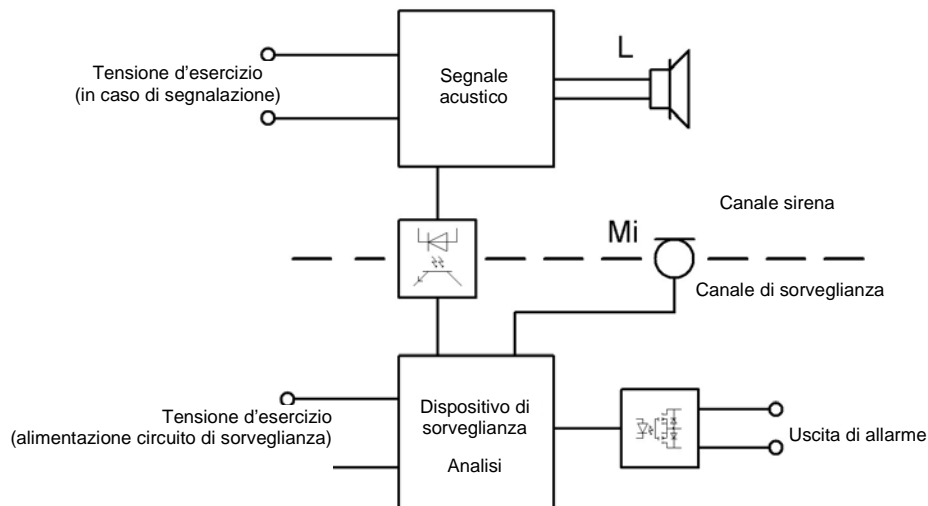 L
Tensione d'esercizio
(in caso di segnalazione)
Segnale
acustico
Canale sirena
Mi
Canale di sorveglianza
Tensione d'esercizio
(alimentazione circuito di sorveglianza)
Dispositivo di
sorveglianza
Analisi
Uscita di allarme